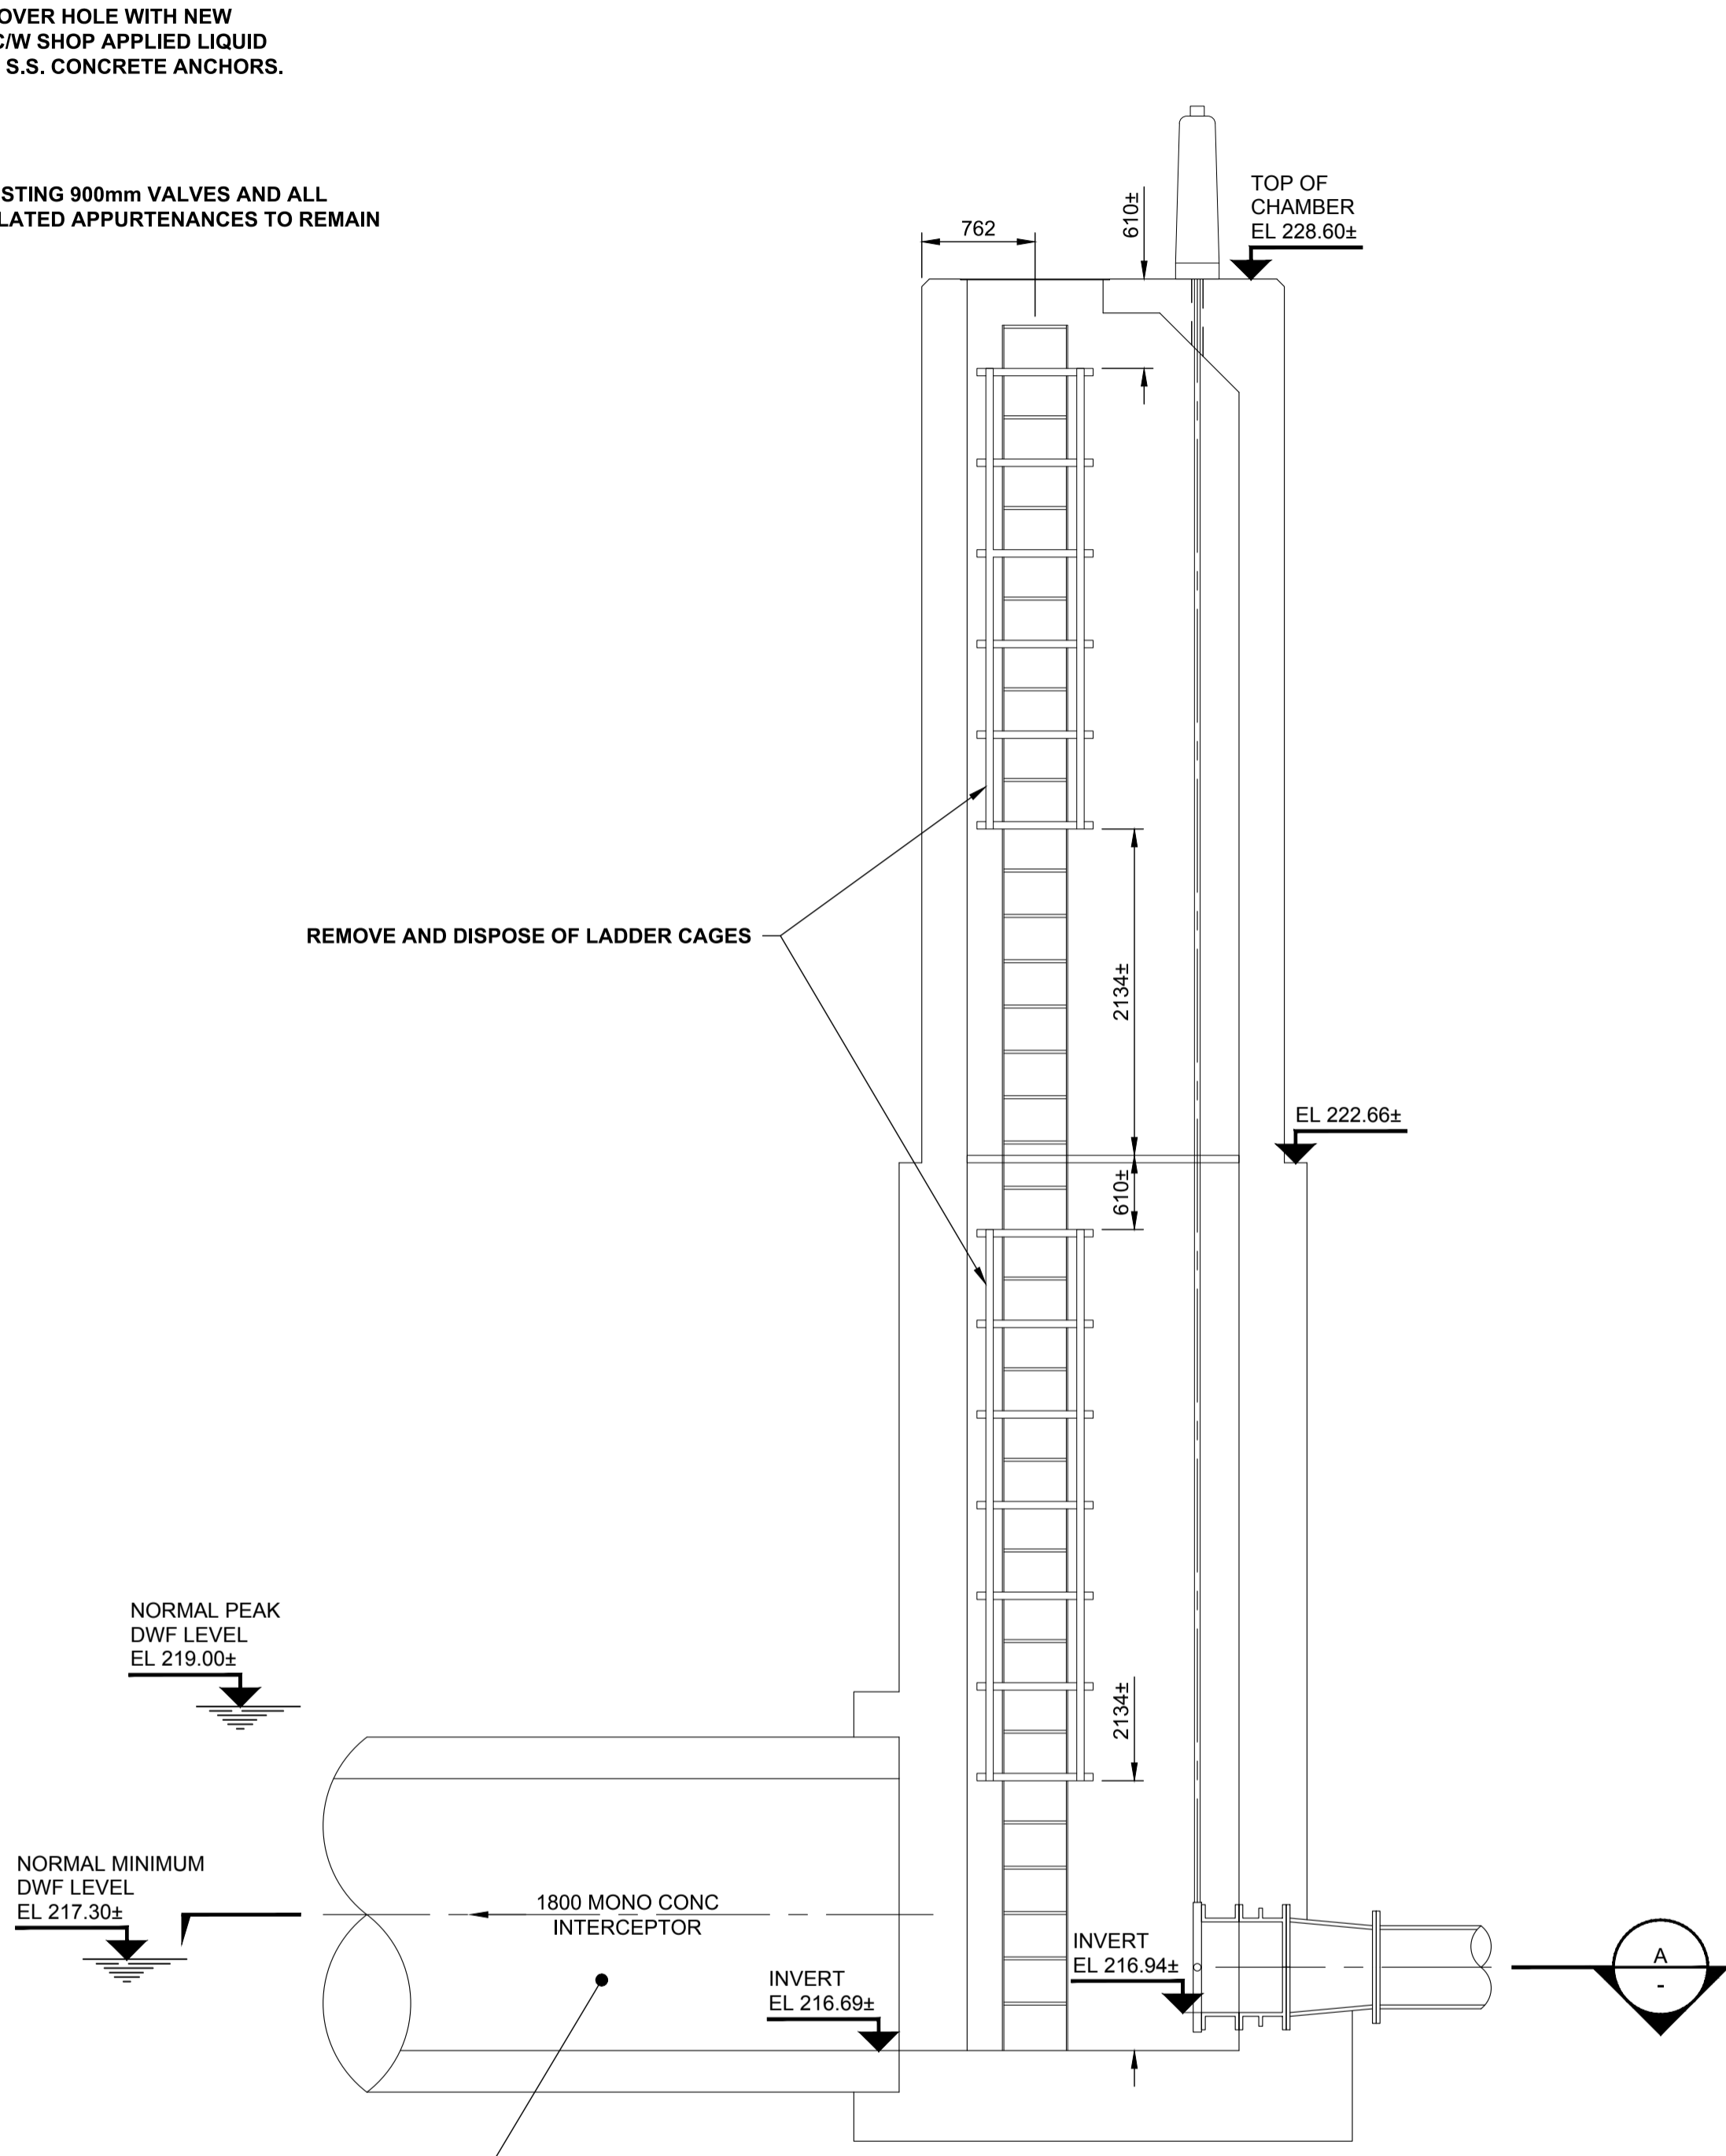 OVER HOLE WITH NEW
C/W SHOP APPLIED LIQUID
S.S. CONCRETE ANCHORS.
STING 900mm VALVES AND ALL
LATED APPURTENANCES TO REMAIN
762
610±
TOP OF
CHAMBER
EL 228.60±
REMOVE AND DISPOSE OF LADDER CAGES
2134±
EL 222.66±
610±
NORMAL PEAK
DWF LEVEL
EL 219.00±
2134±
NORMAL MINIMUM
DWF LEVEL
EL 217.30±
1800 MONO CONC
INTERCEPTOR
INVERT
EL 216.69±
INVERT
EL 216.94±
A
-